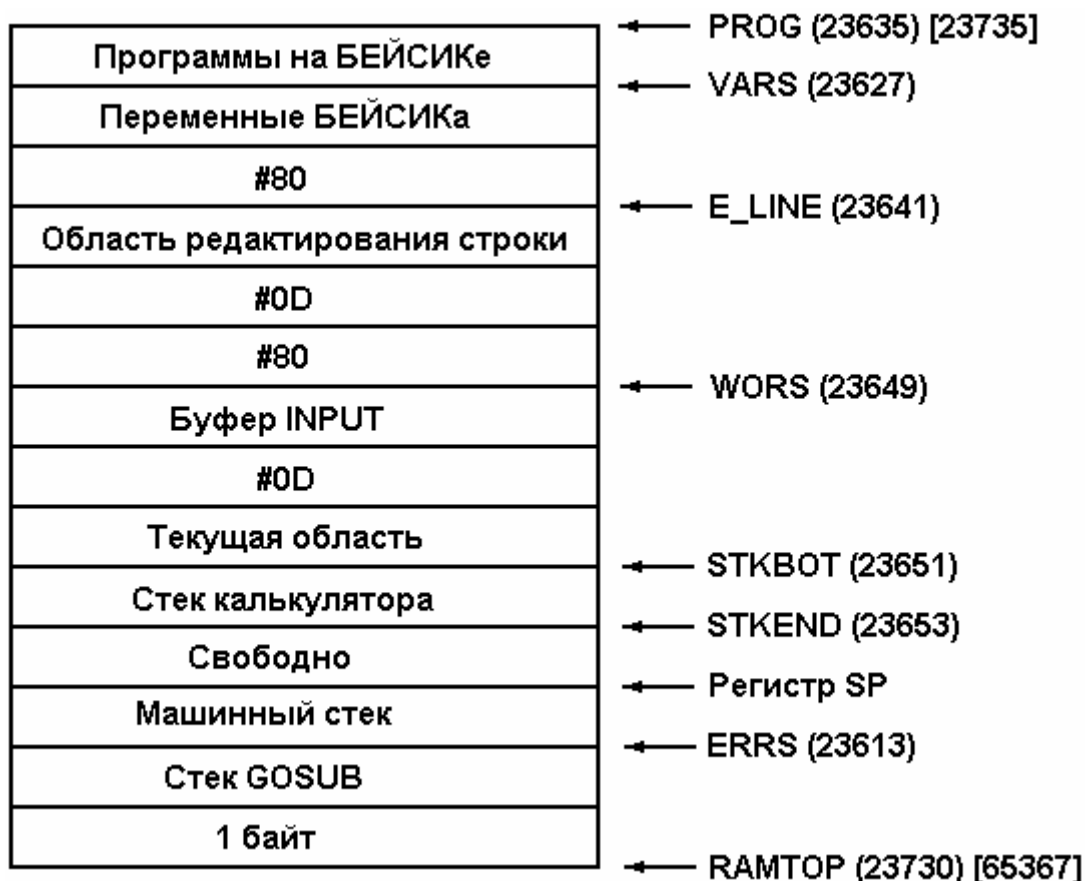 PROG (23635) [23735]
Программы на БЕЙСИКе
VARS (23627)
Переменные БЕЙСИКа
#80
E_LINE (23641)
Область редактирования строки
#0D
#80
WORS (23649)
Буфер INPUT
#0D
Текущая область
STKBOT (23651)
Стек калькулятора
STKEND (23653)
Свободно
Регистр SP
Машинный стек
ERRS (23613)
Стек GOSUB
1 байт
RAMTOP (23730) [65367]